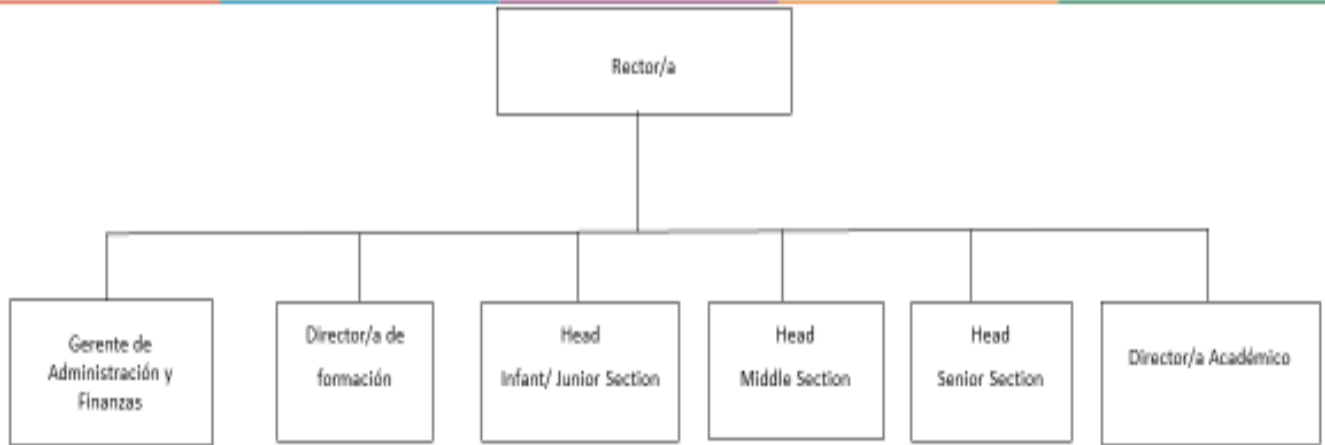 Rector/a
Gerente de
Administración y
Finanzas
Director/a de
formación
Head
Infant/ Junior Section
Head
Middle Section
Head
Senior Section
Director/a Académico